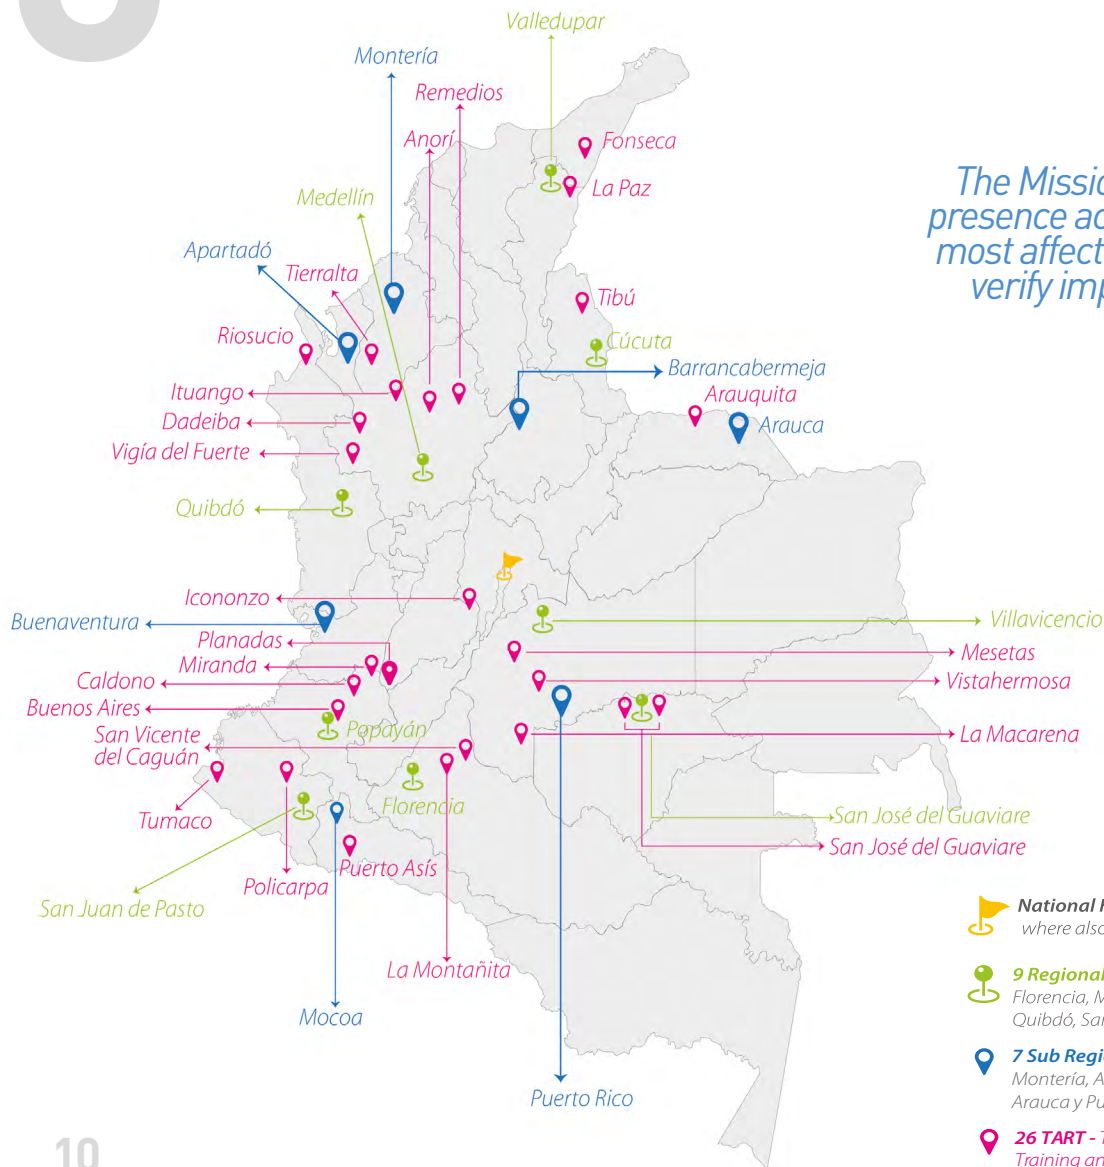 Valledupar
Montería
Remedios
Anorí
Fonseca
La Paz
Medellín
The Missio
presence ac
most affect
verify imp
Apartadó
Tierralta
Tibú
Riosucio
Cúcuta
Barrancabermeja
Ituango
Arauquita
Dadeiba
Arauca
Vigía del Fuerte
Quibdó
Iconozo
Buenaventura
Villavicencio
Planadas
Mesetas
Miranda
Caldono
Vistahermosa
Buenos Aires
Popayán
San Vicente
del Caguán
La Macarena
Florencia
Tumaco
San José del Guaviare
San José del Guaviare
Puerto Asís
Policarpa
San Juan de Pasto
La Montañita
Mocoa
Puerto Rico
National
where also
9 Regional
Florencia, M
Quibdó, San
7 Sub Regi
Montería, A
Arauca y Pu
26 TART - T
Training an
10